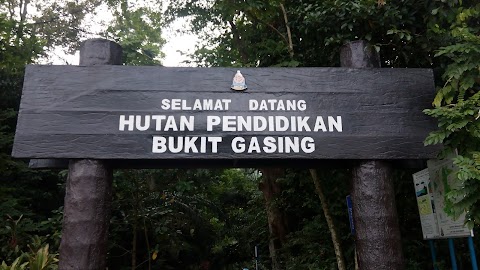 SELAMAT DATANG
HUTAN PENDIDIKAN
BUKIT GASING